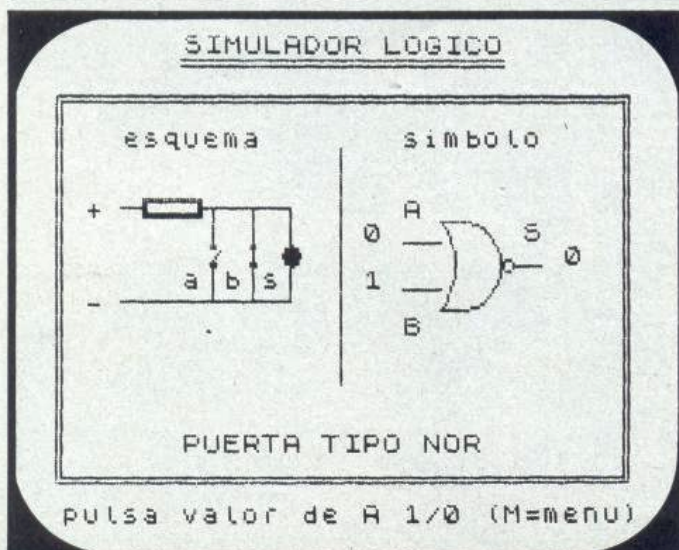 SIMULADOR LOGICO
esquema
simbolo
+
-
a b s
A
0
1
B
S
0
PUERTA TIPO NOR
pulsa valor de A 1/0 (M=menu)